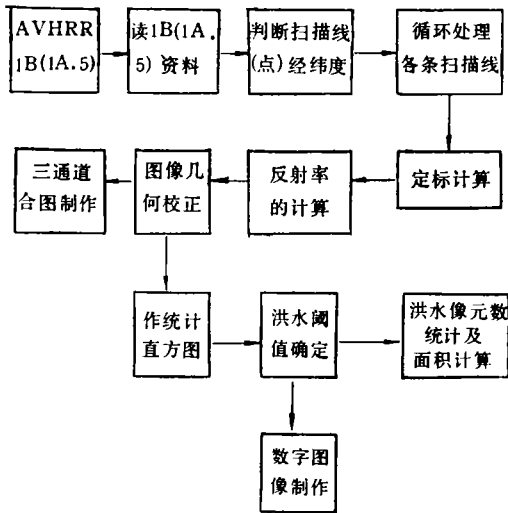 AVHRR
1B(1A.5)
读1B(1A.
5)资料
判断扫描线
(点)经纬度
循环处理
各条扫描线
三通道
合图制作
图像几
何校正
反射率
的计算
定标计算
作统计
直方图
洪水阈
值确定
洪水像元数
统计及
面积计算
数字图
像制作